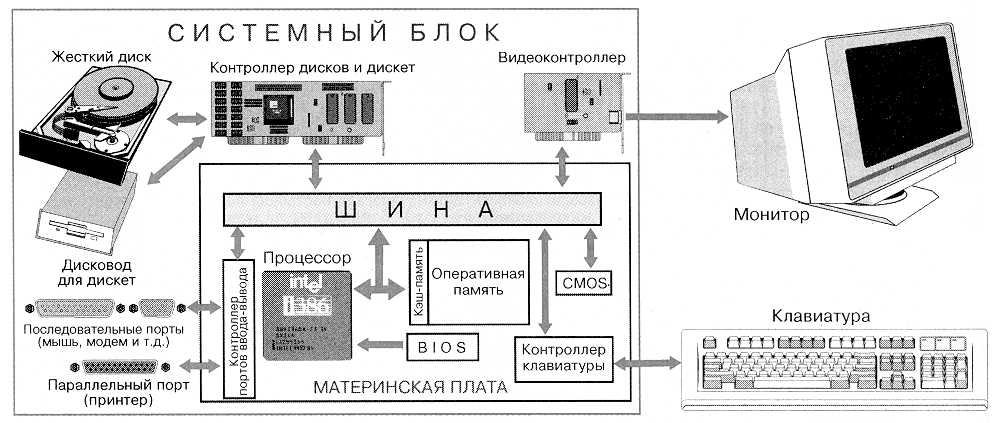 СИСТЕМНЫЙ БЛОК
Жесткий диск
Контроллер дисков и дискет
Видеоконтроллер
Монитор
ШИНА
Дисковод
для дискет
Процессор
intel
i386
Кэш-память
Оперативная
память
CMOS
BIOS
Контроллер
портов ввода-вывода
Контроллер
клавиатуры
Последовательные порты
(мышь, модем и т.д.)
Параллельный порт
(принтер)
МАТЕРИНСКАЯ ПЛАТА
Клавиатура